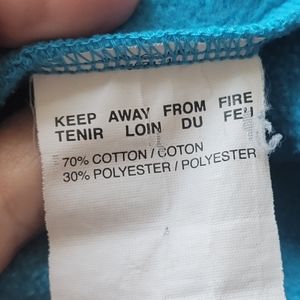 KEEP AWAY FROM FIRE
TENIR LOIN DU FEU
70% COTTON / COTON
30% POLYESTER / POLYESTER